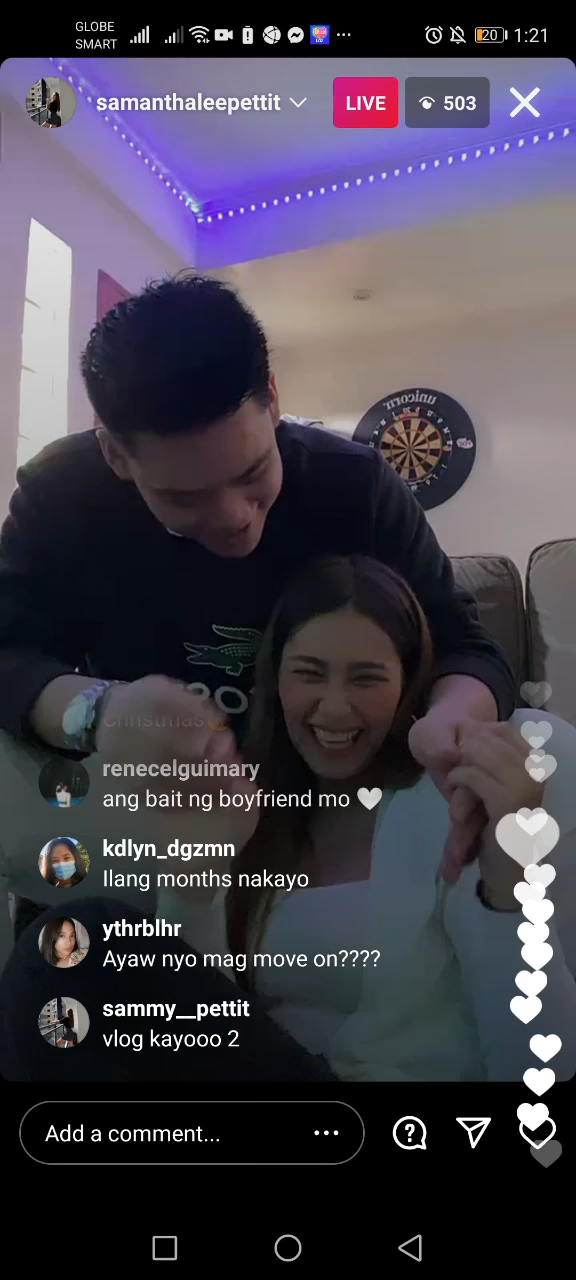 GLOBE
SMART
20
1:21
samanthaleepettit
LIVE
503
unicorn
Christmas
renecelguimary
ang bait ng boyfriend mo 🤍
kdlyn_dgzmn
Ilang months nakayo
ythrblhr
Ayaw nyo mag move on????
sammy__pettit
vlog kayooo 2
Add a comment...